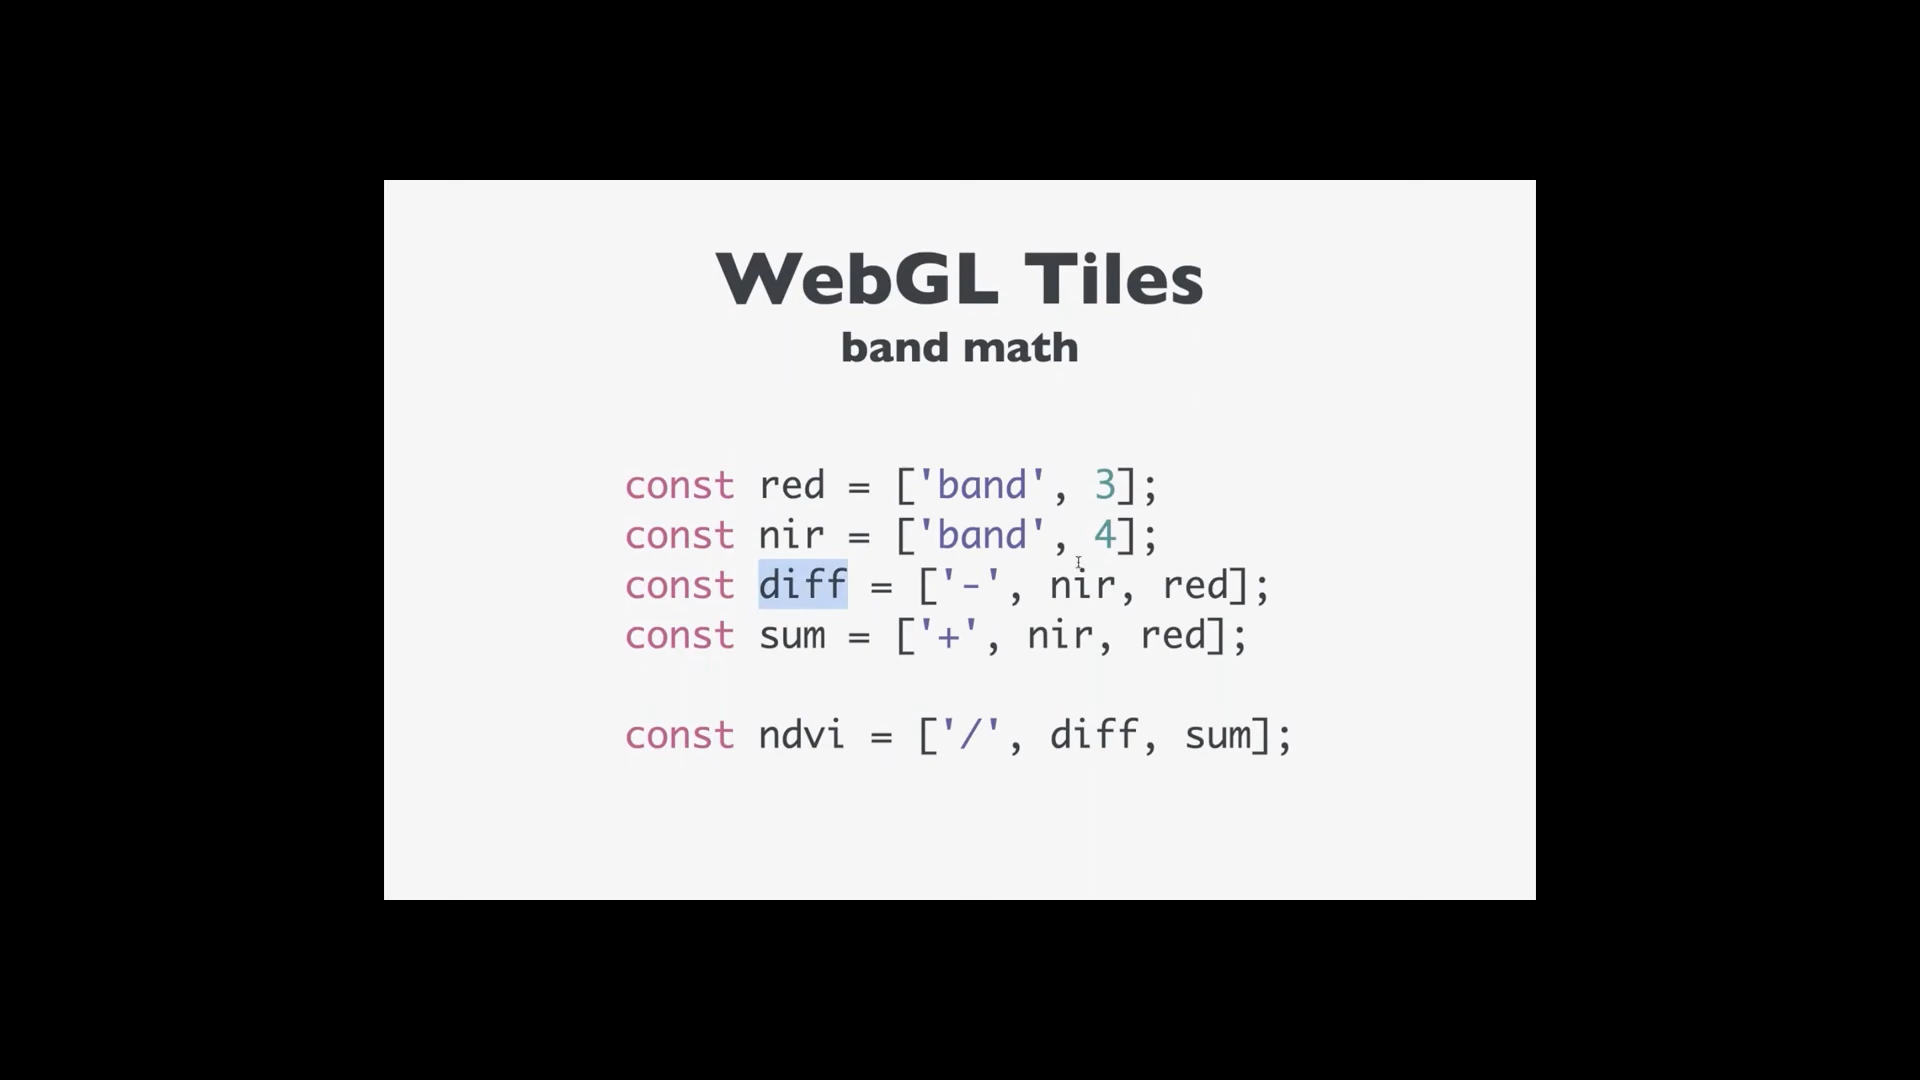 WebGL Tiles
band math
const red = ['band', 3];
const nir = ['band', 4];
const diff = ['-', nir, red];
const sum = ['+', nir, red];
const ndvi = ['/', diff, sum];